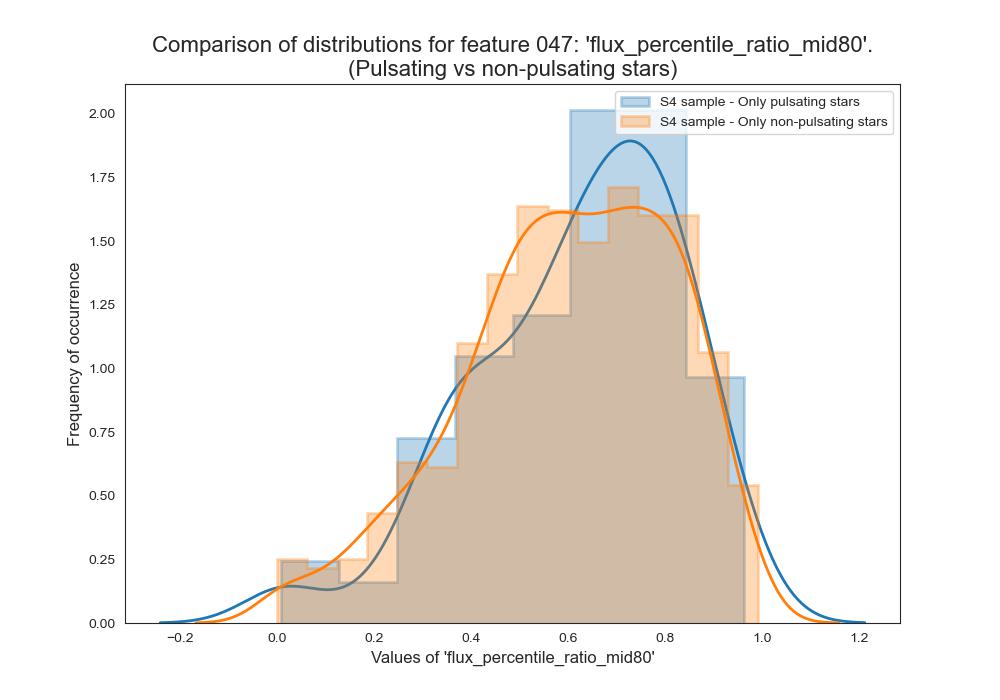 Comparison of distributions for feature 047: 'flux_percentile_ratio_mid80'.
(Pulsating vs non-pulsating stars)
S4 sample - Only pulsating stars
S4 sample - Only non-pulsating stars
Frequency of occurrence
2.00
1.75
1.50
1.25
1.00
0.75
0.50
0.25
0.00
−0.2 0.0 0.2 0.4 0.6 0.8 1.0 1.2
Values of 'flux_percentile_ratio_mid80'